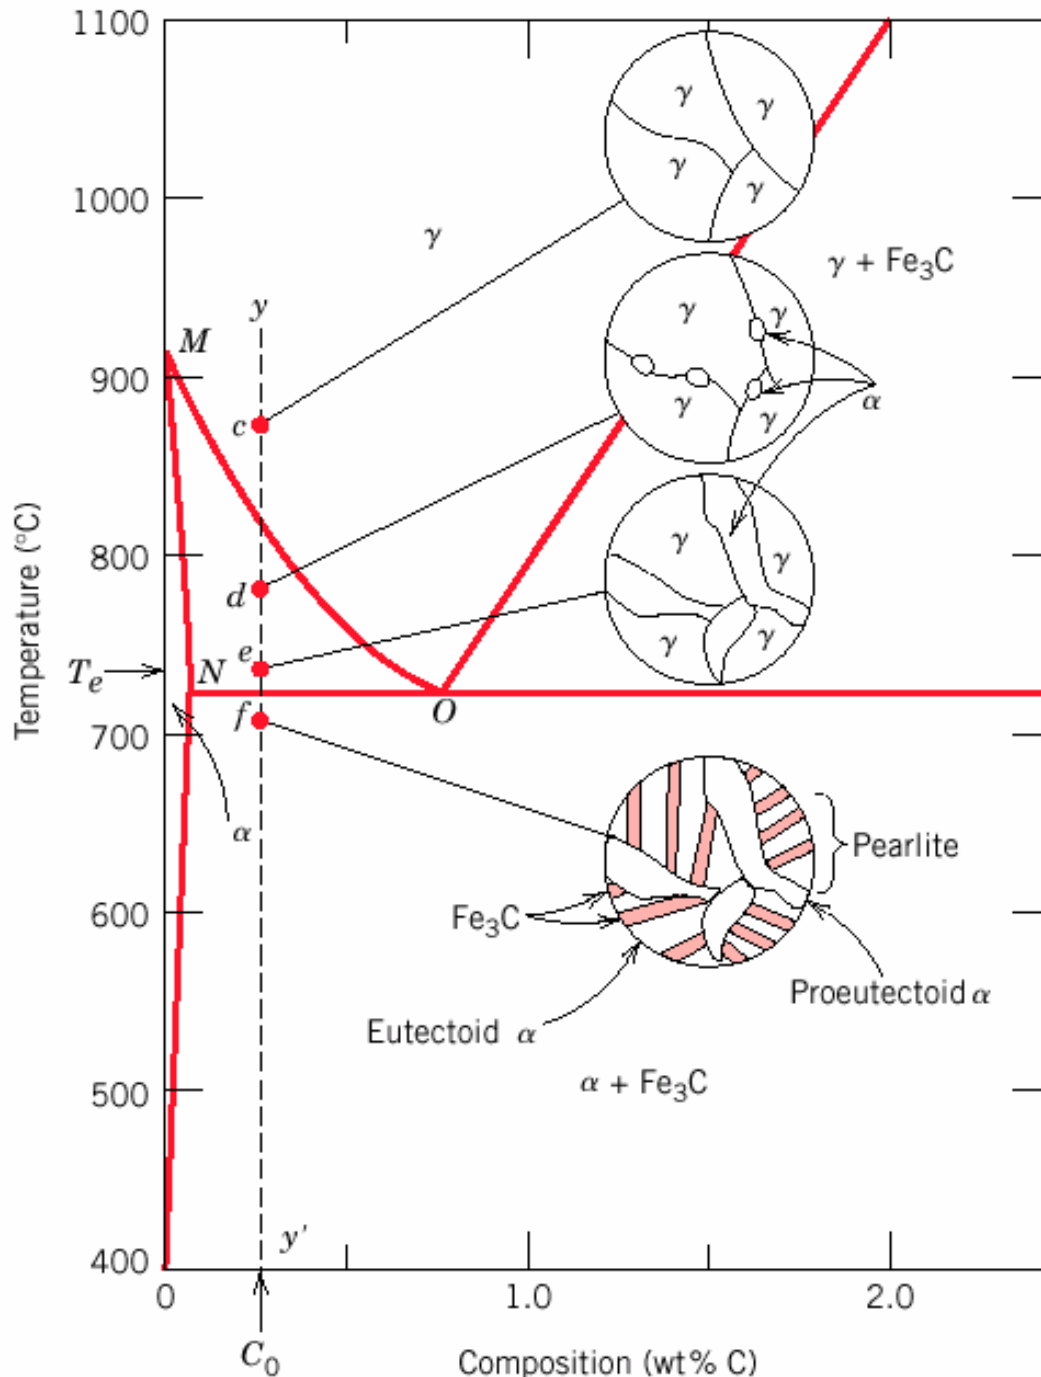 1100
1000
900
800
700
600
500
400
Temperature (°C)
0
1.0
2.0
Composition (wt% C)
γ
γ
γ
γ
γ
γ + Fe₃C
y
M
c
γ
γ
γ
γ
α
d
γ
γ
e
γ
γ
Tₑ
N
O
f
α
Pearlite
Fe₃C
Proeutectoid α
Eutectoid α
α + Fe₃C
y'
C₀